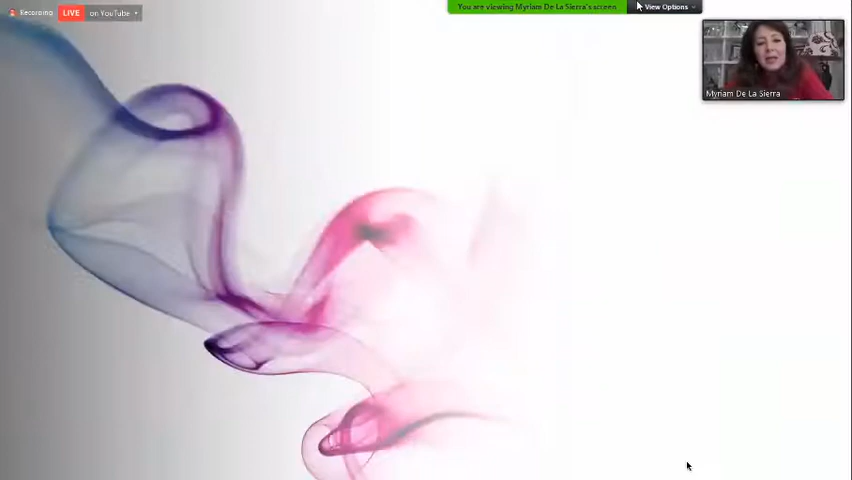 Recording LIVE on YouTube
You are viewing Myriam De La Sierra's screen View Options
Myriam De La Sierra